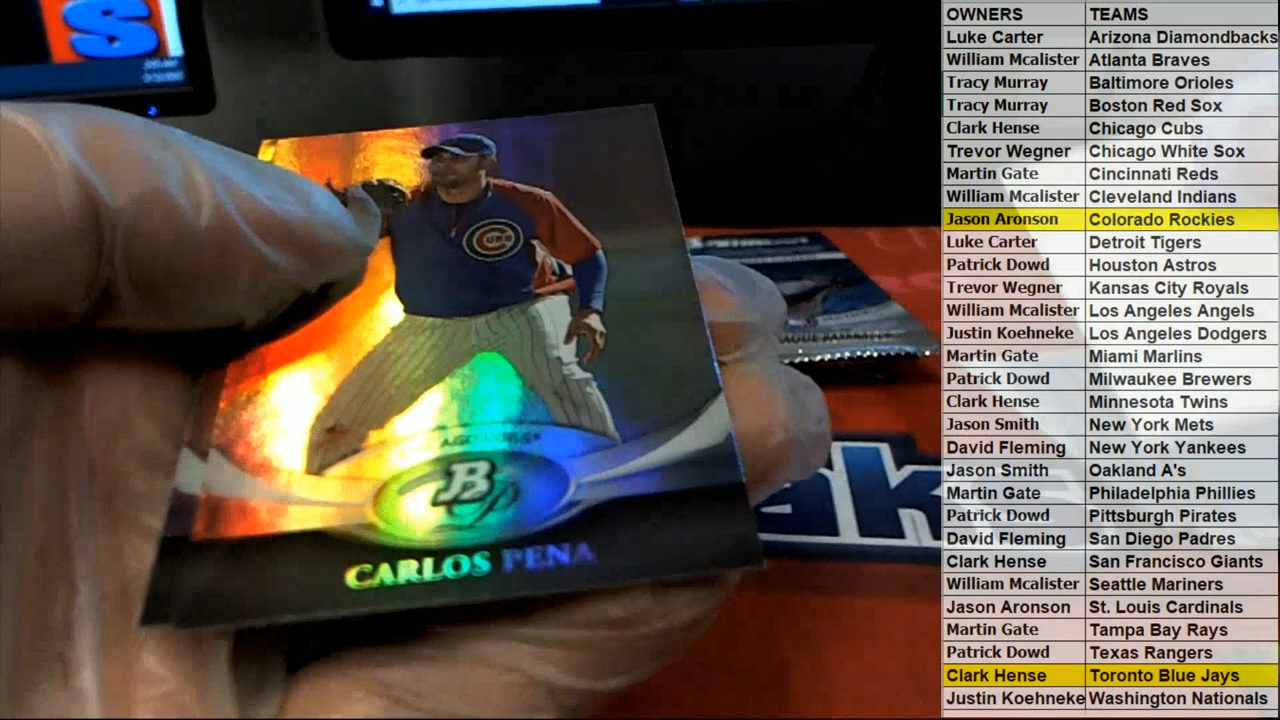 S
CUBS
BP
CARLOS PENA
ake
OWNERS TEAMS
Luke Carter Arizona Diamondbacks
William Mcalister Atlanta Braves
Tracy Murray Baltimore Orioles
Tracy Murray Boston Red Sox
Clark Hense Chicago Cubs
Trevor Wegner Chicago White Sox
Martin Gate Cincinnati Reds
William Mcalister Cleveland Indians
Jason Aronson Colorado Rockies
Luke Carter Detroit Tigers
Patrick Dowd Houston Astros
Trevor Wegner Kansas City Royals
William Mcalister Los Angeles Angels
Justin Koehneke Los Angeles Dodgers
Martin Gate Miami Marlins
Patrick Dowd Milwaukee Brewers
Clark Hense Minnesota Twins
Jason Smith New York Mets
David Fleming New York Yankees
Jason Smith Oakland A's
Martin Gate Philadelphia Phillies
Patrick Dowd Pittsburgh Pirates
David Fleming San Diego Padres
Clark Hense San Francisco Giants
William Mcalister Seattle Mariners
Jason Aronson St. Louis Cardinals
Martin Gate Tampa Bay Rays
Patrick Dowd Texas Rangers
Clark Hense Toronto Blue Jays
Justin Koehneke Washington Nationals